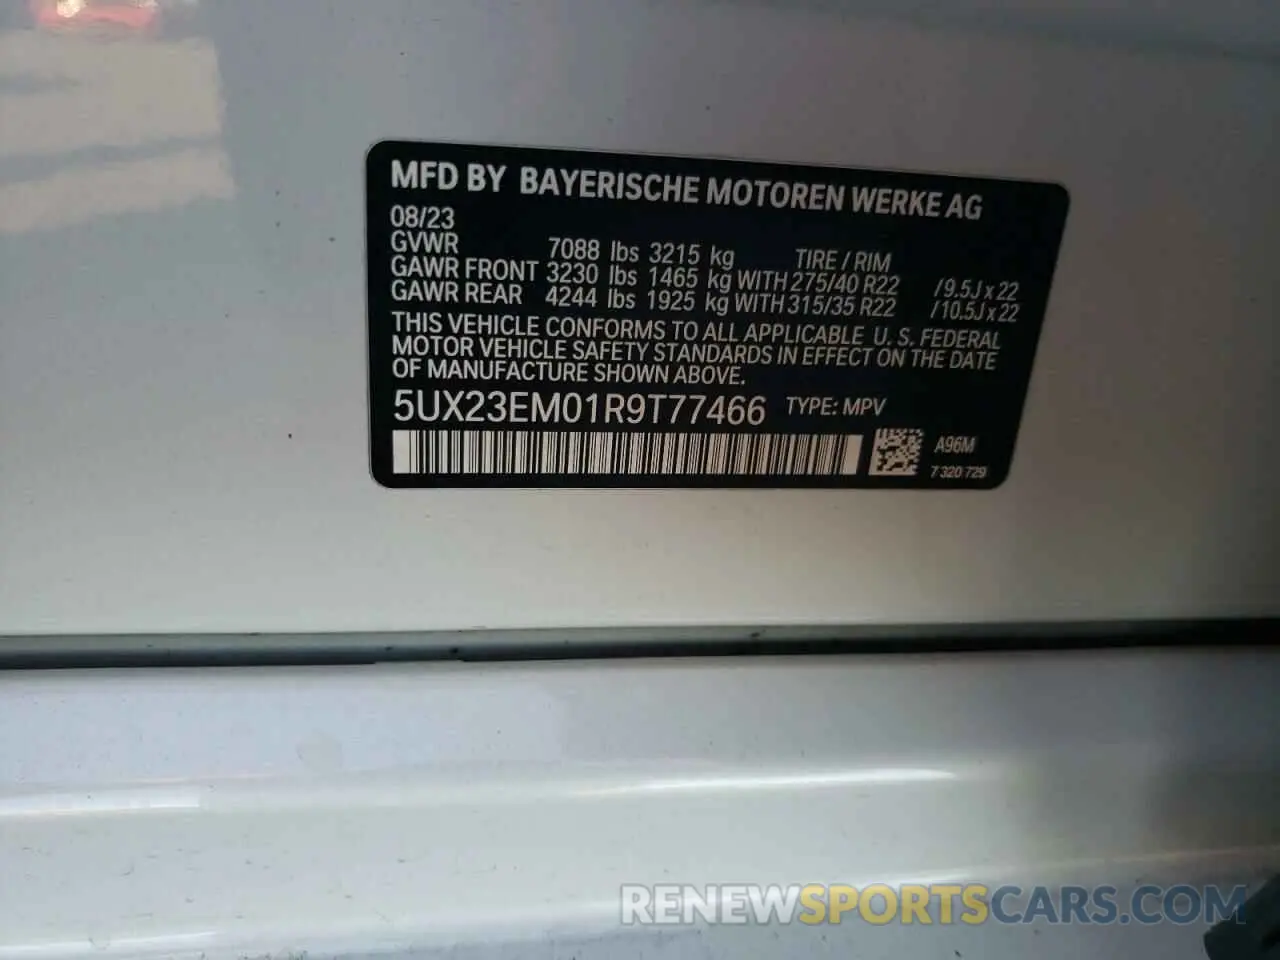 MFD BY BAYERISCHE MOTOREN WERKE AG
08/23
GVWR 7088 lbs 3215 kg TIRE / RIM
GAWR FRONT 3230 lbs 1465 kg WITH 275/40 R22 /9.5J x 22
GAWR REAR 4244 lbs 1925 kg WITH 315/35 R22 /10.5J x 22
THIS VEHICLE CONFORMS TO ALL APPLICABLE U. S. FEDERAL
MOTOR VEHICLE SAFETY STANDARDS IN EFFECT ON THE DATE
OF MANUFACTURE SHOWN ABOVE.
5UX23EM01R9T77466 TYPE: MPV
A96M
7 320 729
RENEWSPORTSCARS.COM